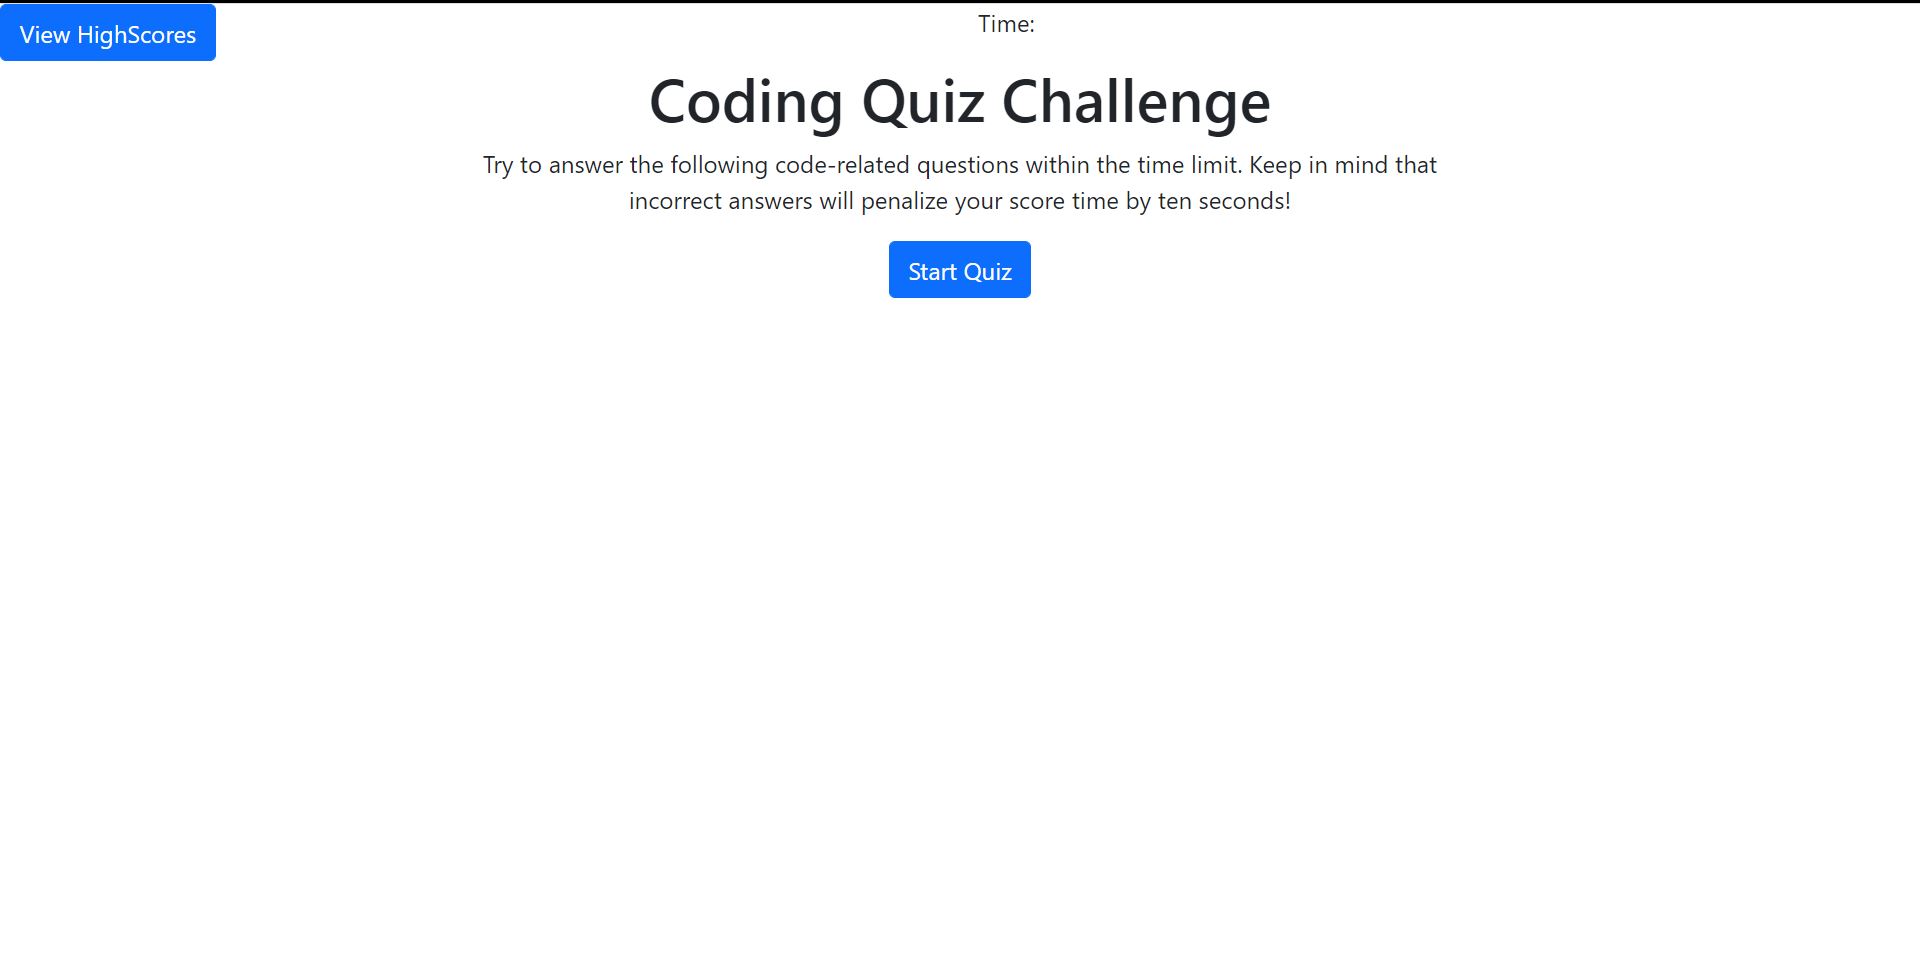 View HighScores
Time:
Coding Quiz Challenge
Try to answer the following code-related questions within the time limit. Keep in mind that
incorrect answers will penalize your score time by ten seconds!
Start Quiz